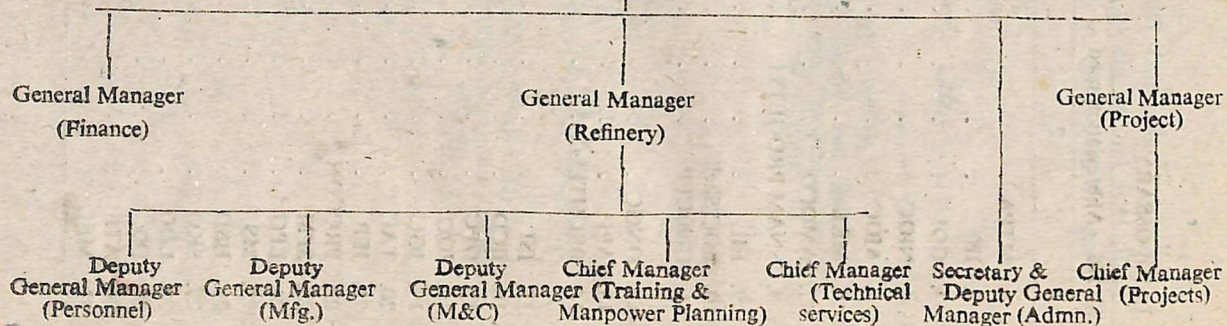 General Manager
(Finance)
General Manager
(Refinery)
General Manager
(Project)
Deputy
General Manager
(Personnel)
Deputy
General Manager
(Mfg.)
Deputy
General Manager
(M&C)
Chief Manager
(Training &
Manpower Planning)
Chief Manager
(Technical
services)
Secretary &
Deputy General
Manager (Admn.)
Chief Manager
(Projects)